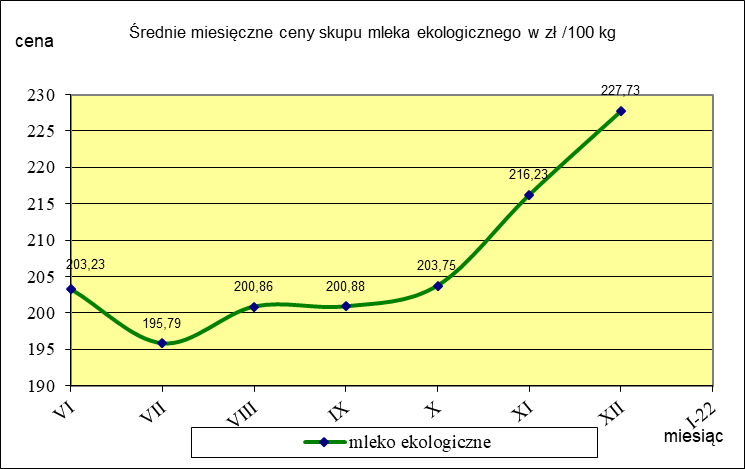 Średnie miesięczne ceny skupu mleka ekologicznego w zł /100 kg
cena
230
225
220
215
210
205
200
195
190
203,23
195,79
200,86
200,88
203,75
216,23
227,73
VI
VII
VIII
IX
X
XI
XII
I-22
miesiąc
mleko ekologiczne